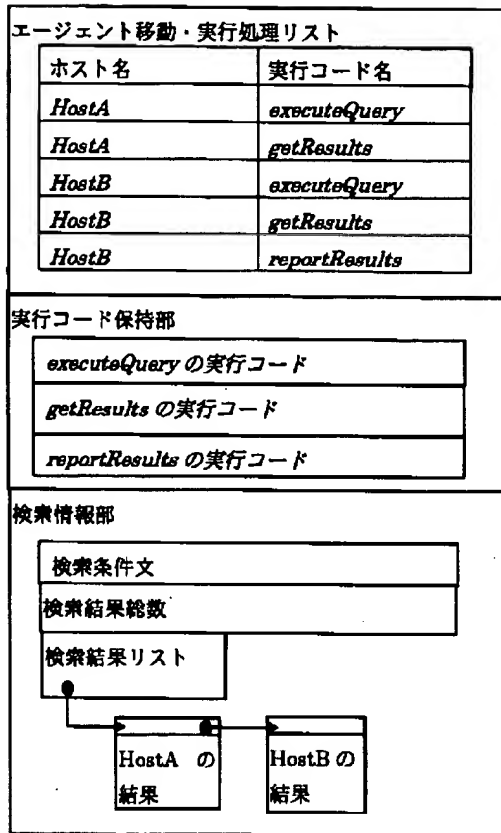 エージェント移動・実行処理リスト
ホスト名 実行コード名
HostA executeQuery
HostA getResults
HostB executeQuery
HostB getResults
HostB reportResults
実行コード保持部
executeQuery の実行コード
getResults の実行コード
reportResults の実行コード
検索情報部
検索条件文
検索結果総数
検索結果リスト
HostA の
結果
HostB の
結果